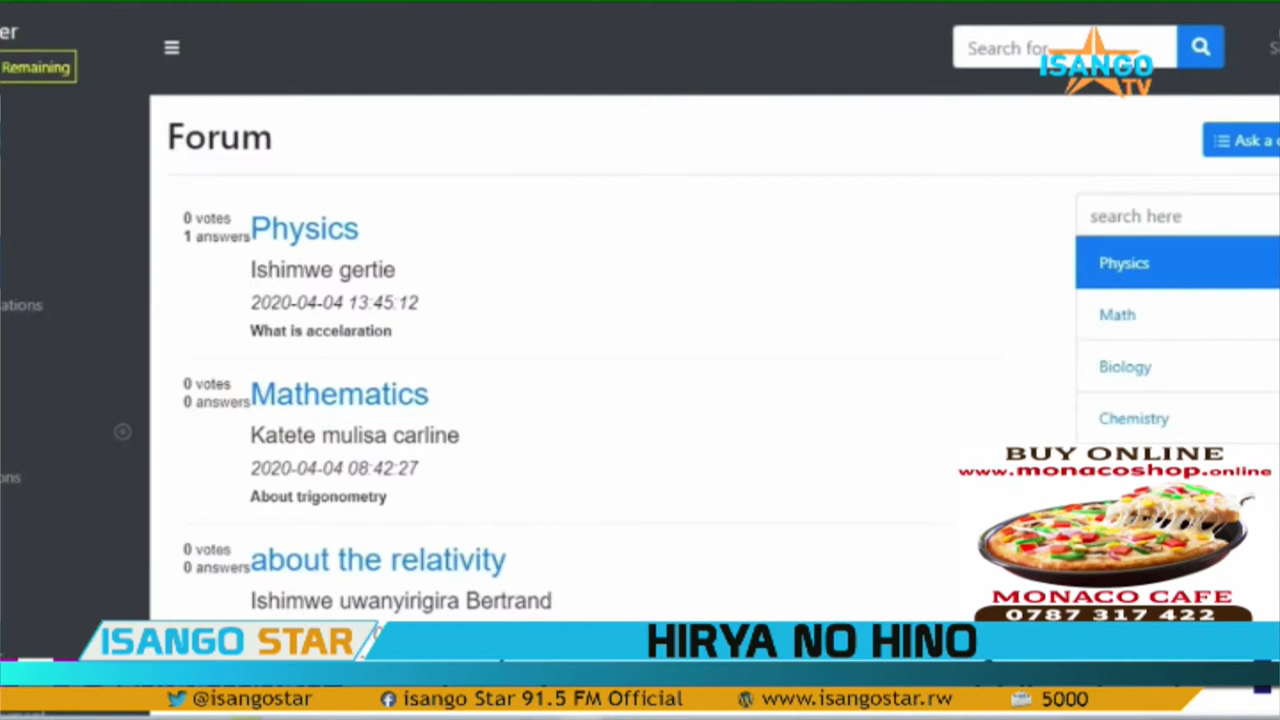 er
Remaining
Search for
ISANGO
TV
Forum
Ask a
0 votes
1 answers
Physics
Ishimwe gertie
2020-04-04 13:45:12
What is accelaration
search here
Physics
Math
Biology
Chemistry
ations
0 votes
0 answers
Mathematics
Katete mulisa carline
2020-04-04 08:42:27
About trigonometry
ons
0 votes
0 answers
about the relativity
Ishimwe uwanyirigira Bertrand
BUY ONLINE
www.monacoshop.online
MONACO CAFE
0787 317 422
ISANGO STAR
HIRYA NO HINO
@isangostar
isango Star 91.5 FM Official
www.isangostar.rw
5000